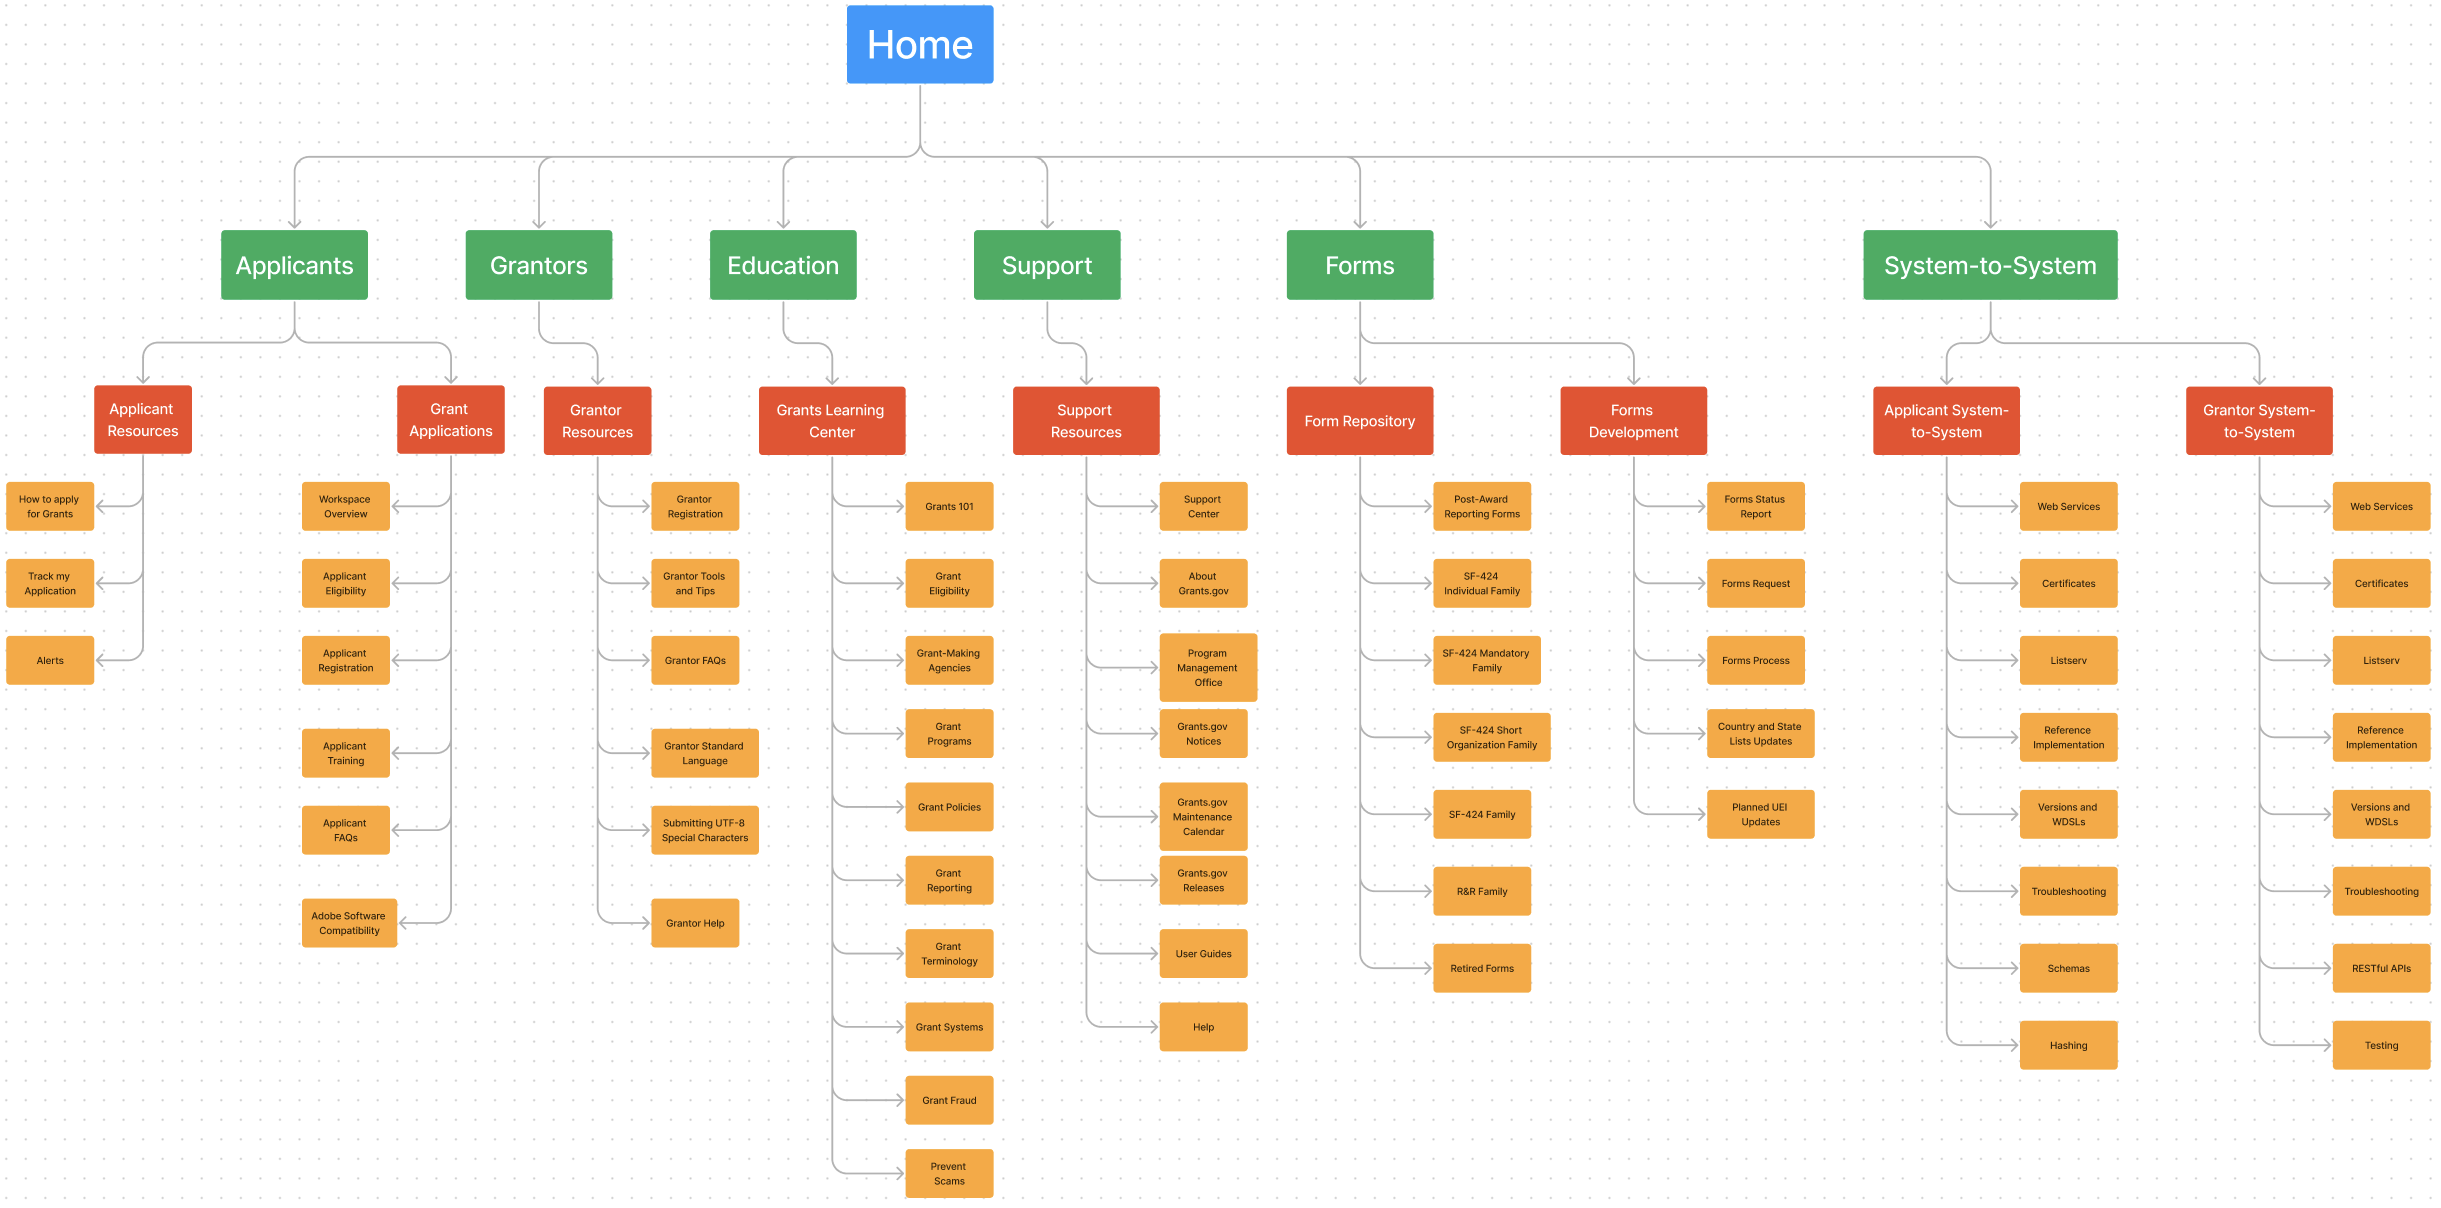 Home
Applicants
Grantors
Education
Support
Forms
System-to-System
Applicant
Resources
Grant
Applications
Grantor
Resources
Grants Learning
Center
Support
Resources
Form Repository
Forms
Development
Applicant System-
to-System
Grantor System-
to-System
How to apply
for Grants
Track my
Application
Alerts
Workspace
Overview
Applicant
Eligibility
Applicant
Registration
Applicant
Training
Applicant
FAQs
Adobe Software
Compatibility
Grantor
Registration
Grantor Tools
and Tips
Grantor FAQs
Grantor Standard
Language
Submitting UTF-8
Special Characters
Grantor Help
Grants 101
Grant
Eligibility
Grant-Making
Agencies
Grant
Programs
Grant Policies
Grant
Reporting
Grant
Terminology
Grant Systems
Grant Fraud
Prevent
Scams
Support
Center
About
Grants.gov
Program
Management
Office
Grants.gov
Notices
Grants.gov
Maintenance
Calendar
Grants.gov
Releases
User Guides
Help
Post-Award
Reporting Forms
SF-424
Individual Family
SF-424 Mandatory
Family
SF-424 Short
Organization Family
SF-424 Family
R&R Family
Retired Forms
Forms Status
Report
Forms Request
Forms Process
Country and State
Lists Updates
Planned UEI
Updates
Web Services
Certificates
Listserv
Reference
Implementation
Versions and
WDSLs
Troubleshooting
Schemas
Hashing
Web Services
Certificates
Listserv
Reference
Implementation
Versions and
WDSLs
Troubleshooting
RESTful APIs
Testing